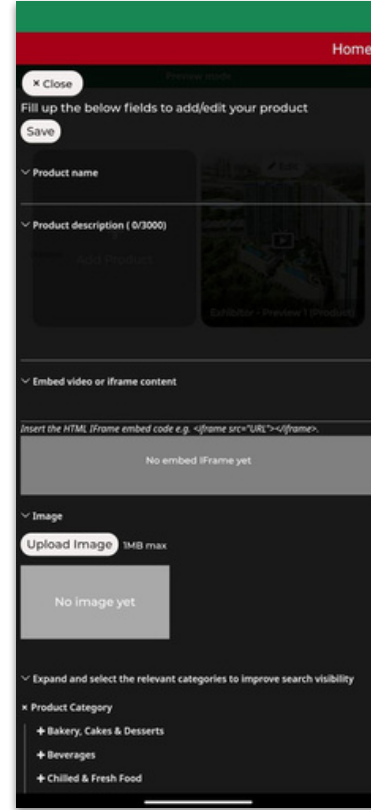 Home
Preview mode
× Close
Fill up the below fields to add/edit your product
Save
Product name
Product description ( 0/3000)
Add Product
Exhibitor - Preview 1 (Product)
Embed video or iframe content
Insert the HTML IFrame embed code e.g. <iframe src="URL"></iframe>.
No embed IFrame yet
Image
Upload Image 1MB max
No image yet
Expand and select the relevant categories to improve search visibility
× Product Category
+ Bakery, Cakes & Desserts
+ Beverages
+ Chilled & Fresh Food